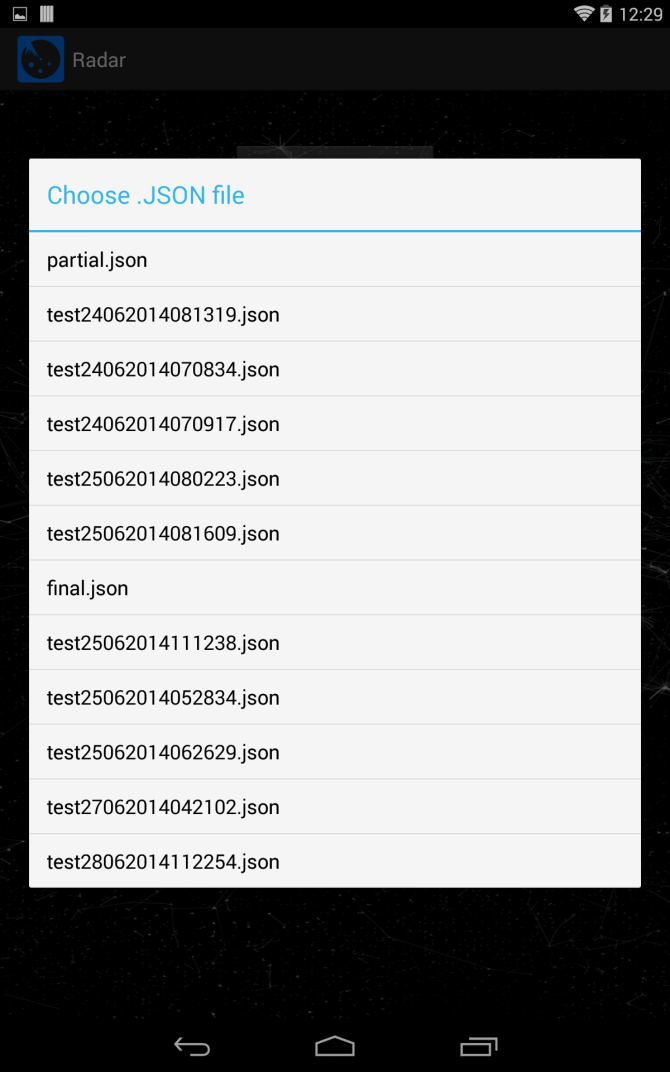 12:29
Radar
Choose .JSON file
partial.json
test24062014081319.json
test24062014070834.json
test24062014070917.json
test25062014080223.json
test25062014081609.json
final.json
test25062014111238.json
test25062014052834.json
test25062014062629.json
test27062014042102.json
test28062014112254.json